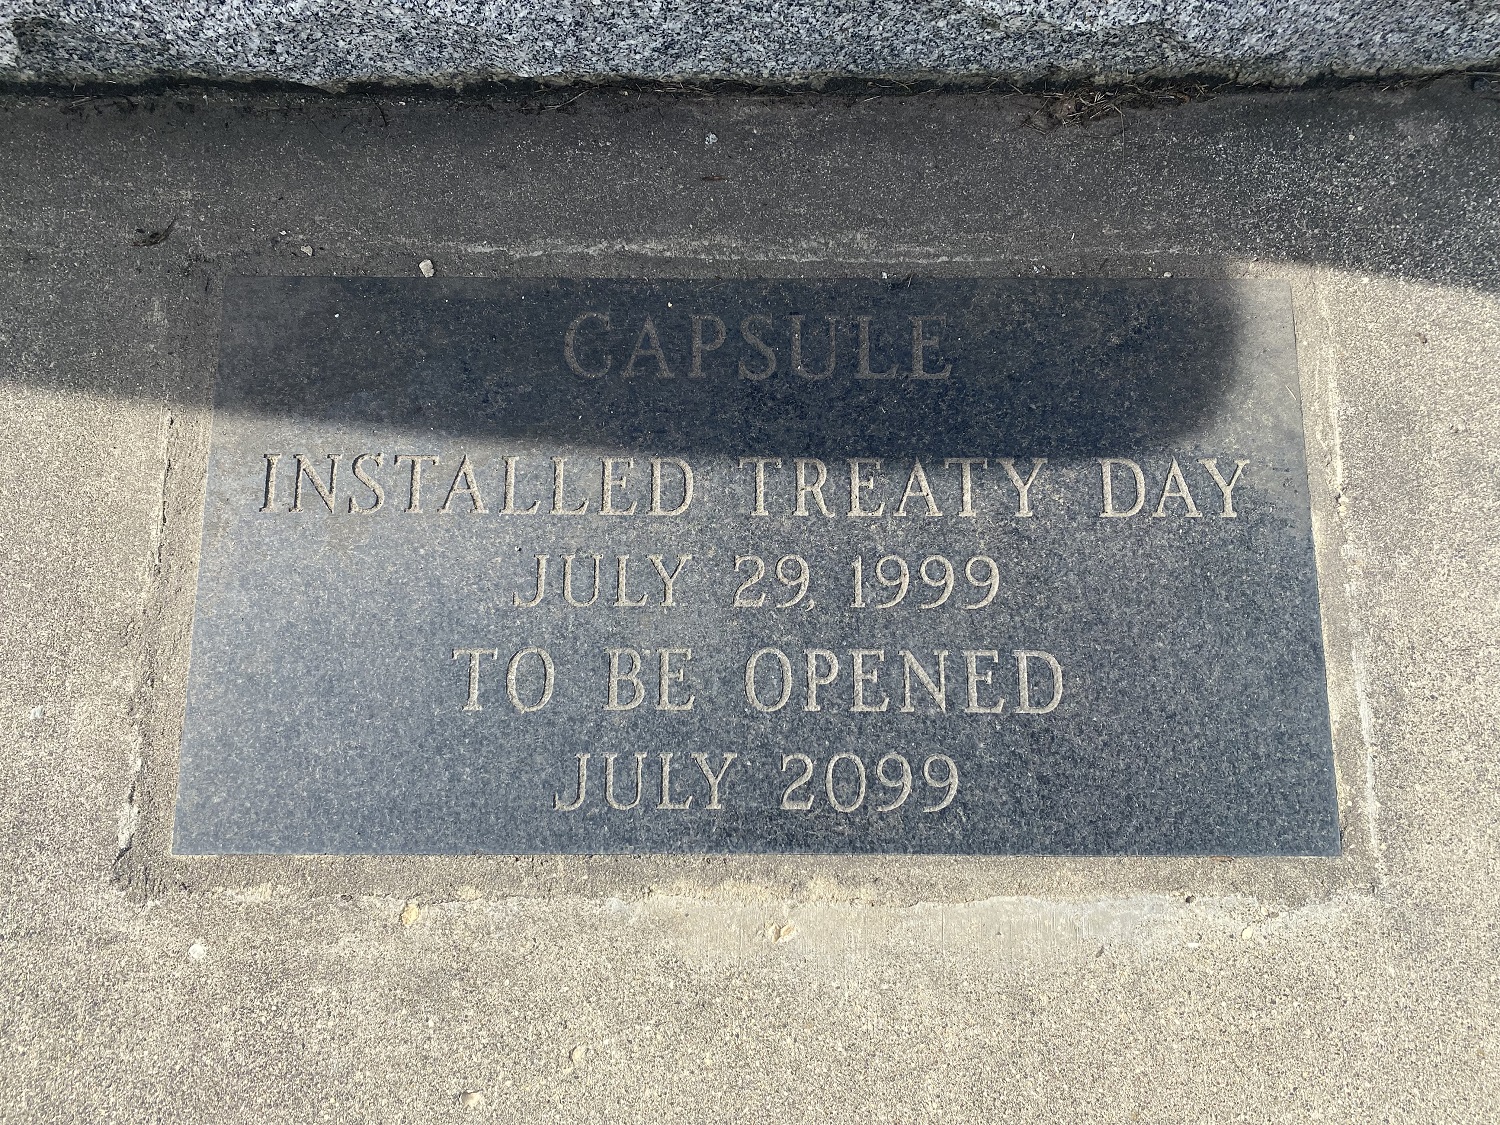 CAPSULE
INSTALLED TREATY DAY
JULY 29, 1999
TO BE OPENED
JULY 2099